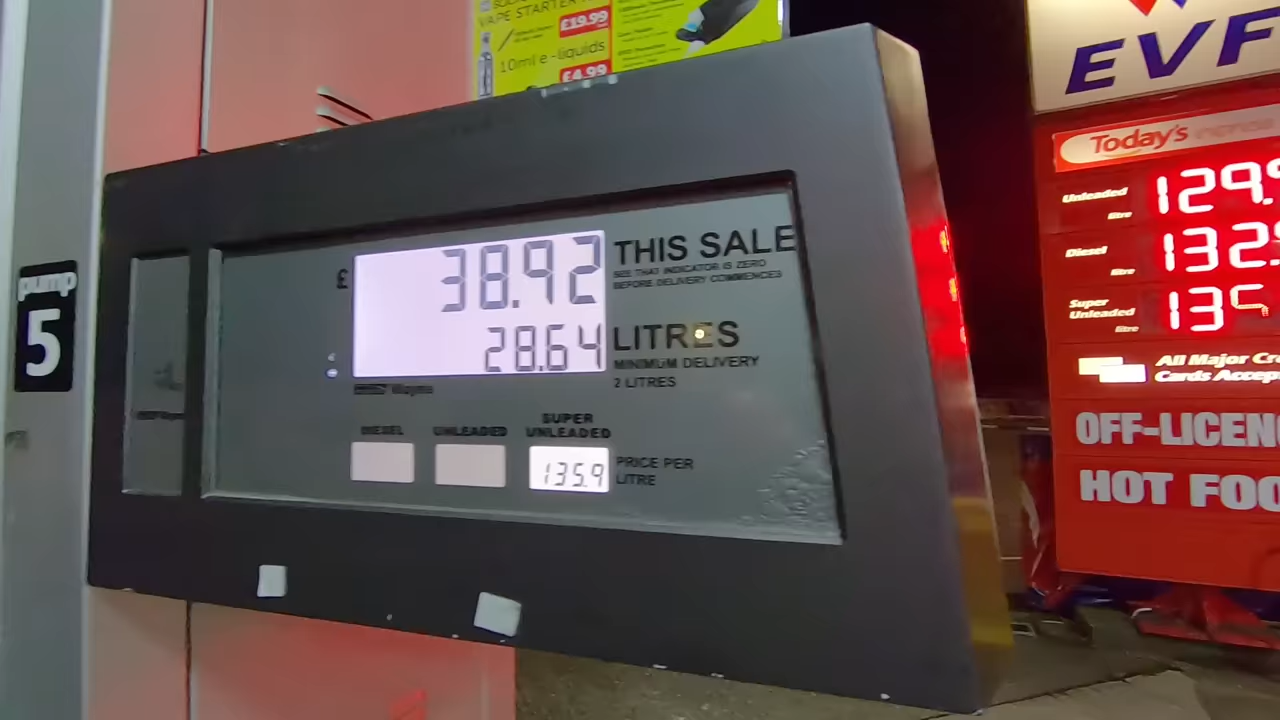 VAPE STARTER
£19.99
10ml e-liquids
£4.99
EVF
Today's
Unleaded
litre
129.9
Diesel
litre
132.9
Super
Unleaded
litre
135
All Major Cre
Cards Accep
OFF-LICEN
HOT FOO
pump
5
£
38.92
THIS SALE
SEE THAT INDICATOR IS ZERO
BEFORE DELIVERY COMMENCES
28.64
LITRES
MINIMUM DELIVERY
2 LITRES
DIESEL
UNLEADED
SUPER
UNLEADED
135.9
PRICE PER
LITRE